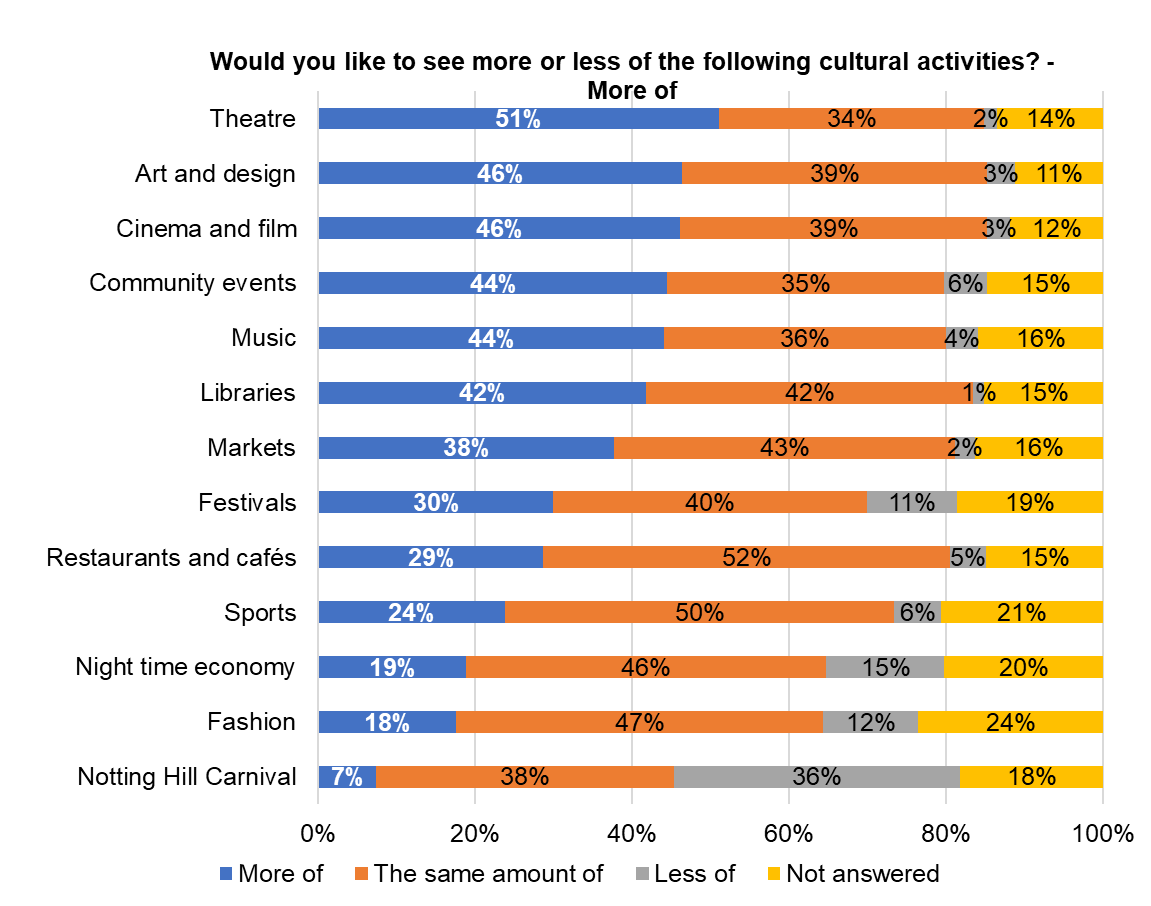 Would you like to see more or less of the following cultural activities? -
More of
Theatre 51% 34% 2% 14%
Art and design 46% 39% 3% 11%
Cinema and film 46% 39% 3% 12%
Community events 44% 35% 6% 15%
Music 44% 36% 4% 16%
Libraries 42% 42% 1% 15%
Markets 38% 43% 2% 16%
Festivals 30% 40% 11% 19%
Restaurants and cafés 29% 52% 5% 15%
Sports 24% 50% 6% 21%
Night time economy 19% 46% 15% 20%
Fashion 18% 47% 12% 24%
Notting Hill Carnival 7% 38% 36% 18%
0% 20% 40% 60% 80% 100%
More of The same amount of Less of Not answered